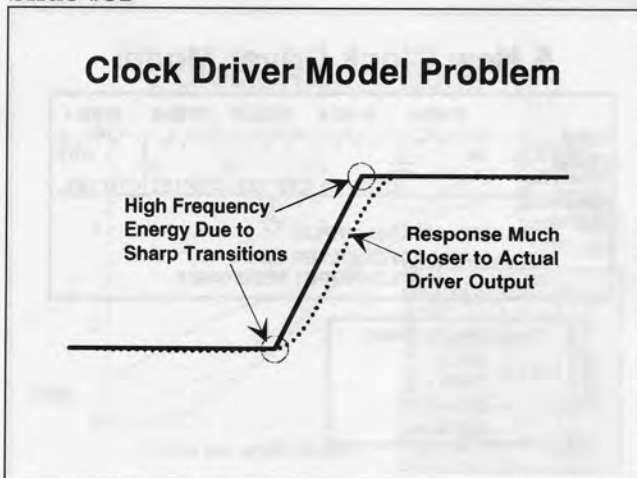 Clock Driver Model Problem
High Frequency
Energy Due to
Sharp Transitions
Response Much
Closer to Actual
Driver Output